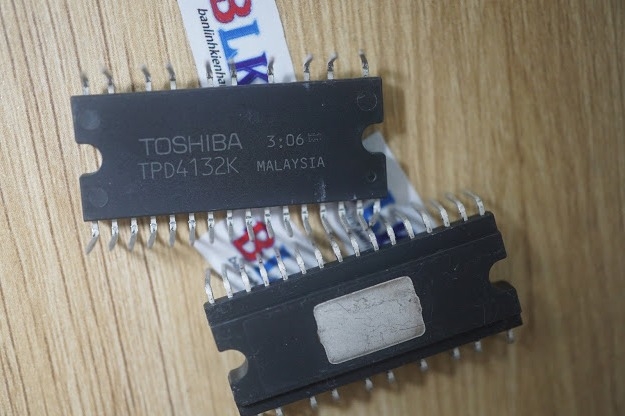 BLK
banlinhkienha
TOSHIBA 3:06
TPD4132K MALAYSIA
B